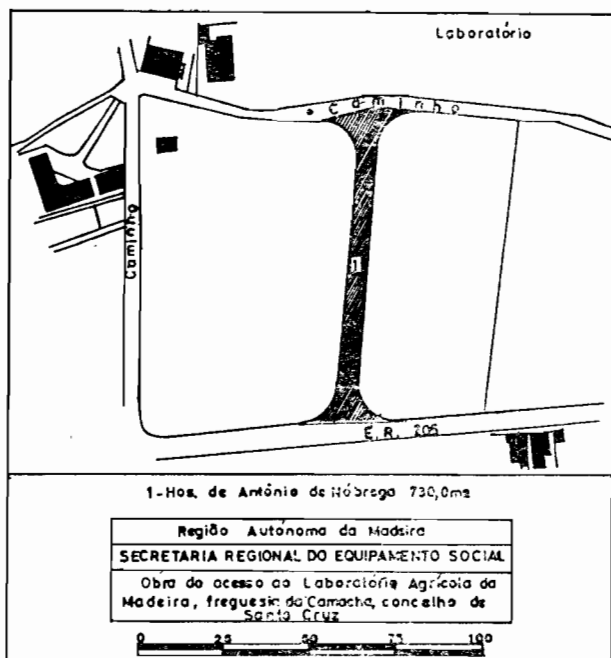 Laboratório
Caminho
Caminho
1
E.R. 205
1-Hos. de António de Nóbrega 730,0m2
Região Autónoma da Madeira
SECRETARIA REGIONAL DO EQUIPAMENTO SOCIAL
Obra do acesso ao Laboratório Agrícola da
Madeira, freguesia da Camacha, concelho de
Santa Cruz
0 25 50 75 100